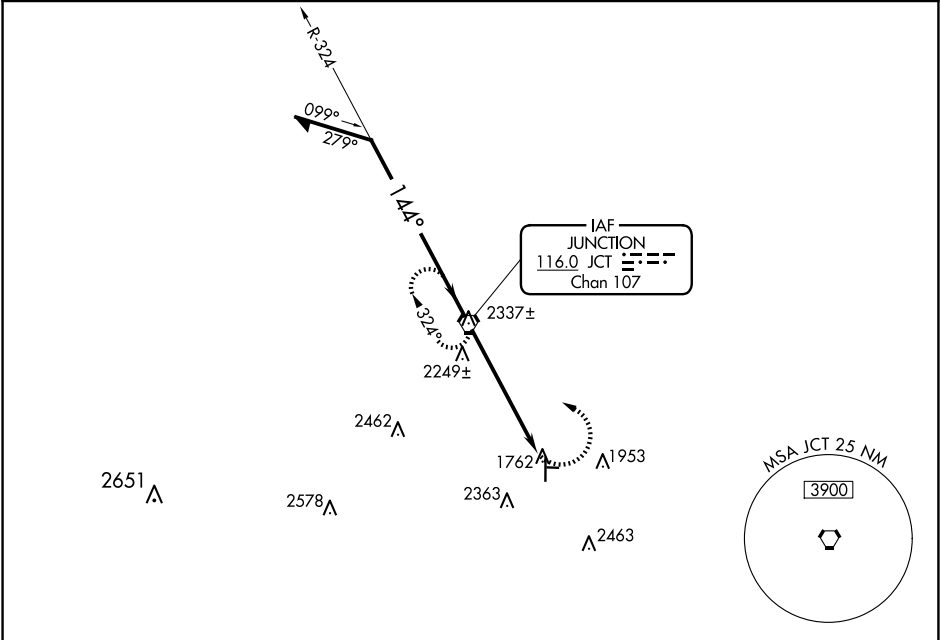 R-324
099°
279°
144°
IAF
JUNCTION
116.0 JCT
Chan 107
324°
2337±
2249±
2462
1762
1953
2651
2578
2363
2463
MSA JCT 25 NM
3900